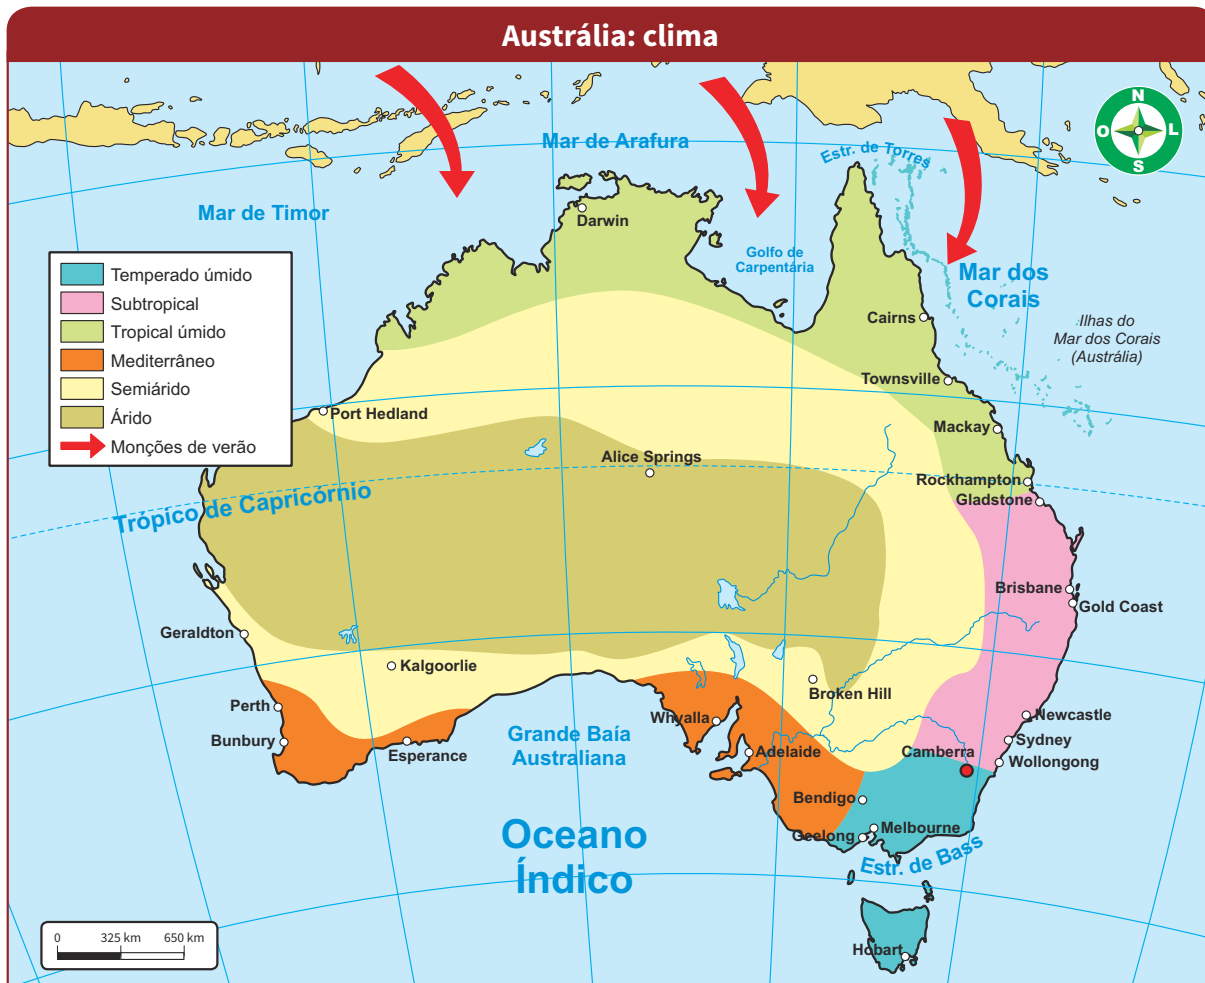 Austrália: clima
N
O
L
S
Mar de Arafura
Estr. de Torres
Mar de Timor
Darwin
Golfo de
Carpentária
Mar dos
Corais
Temperado úmido
Subtropical
Tropical úmido
Mediterrâneo
Semiárido
Árido
Monções de verão
Cairns
Ilhas do
Mar dos Corais
(Austrália)
Townsville
Port Hedland
Mackay
Alice Springs
Rockhampton
Gladstone
Trópico de Capricórnio
Brisbane
Gold Coast
Geraldton
Kalgoorlie
Broken Hill
Perth
Whyalla
Newcastle
Bunbury
Esperance
Grande Baía
Australiana
Adelaide
Camberra
Sydney
Wollongong
Bendigo
Melbourne
Geelong
Oceano
Índico
Estr. de Bass
Hobart
0 325 km 650 km